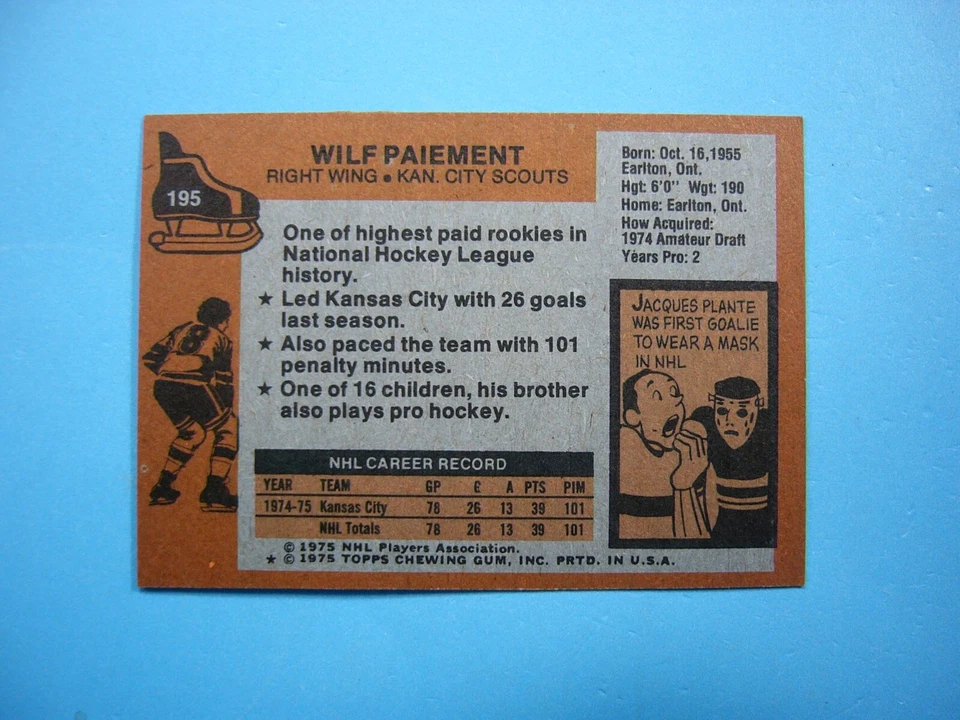 195
WILF PAIEMENT
RIGHT WING • KAN. CITY SCOUTS
Born: Oct. 16,1955
Earlton, Ont.
Hgt: 6'0" Wgt: 190
Home: Earlton, Ont.
How Acquired:
1974 Amateur Draft
Years Pro: 2
One of highest paid rookies in
National Hockey League
history.
★ Led Kansas City with 26 goals
last season.
★ Also paced the team with 101
penalty minutes.
★ One of 16 children, his brother
also plays pro hockey.
JACQUES PLANTE
WAS FIRST GOALIE
TO WEAR A MASK
IN NHL
8
NHL CAREER RECORD
YEAR TEAM GP G A PTS PIM
1974-75 Kansas City 78 26 13 39 101
NHL Totals 78 26 13 39 101
© 1975 NHL Players Association.
★ © 1975 TOPPS CHEWING GUM, INC. PRTD. IN U.S.A.